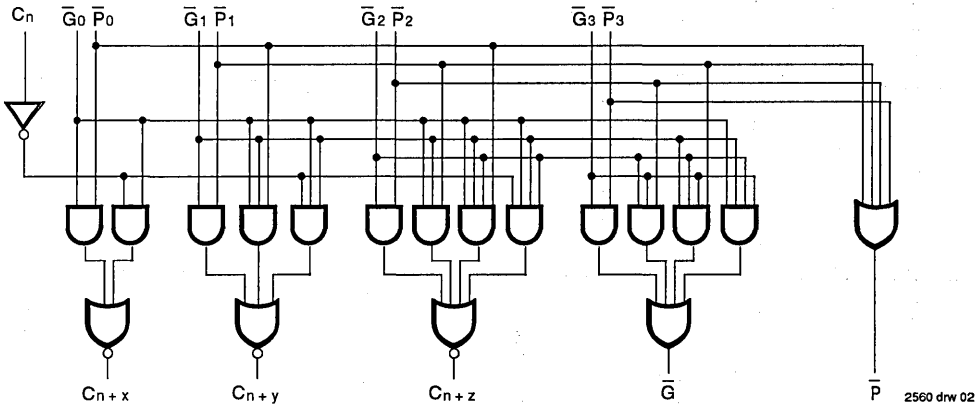 Cn G̅0 P̅0 G̅1 P̅1 G̅2 P̅2 G̅3 P̅3
Cn + x Cn + y Cn + z G̅ P̅
2560 drw 02